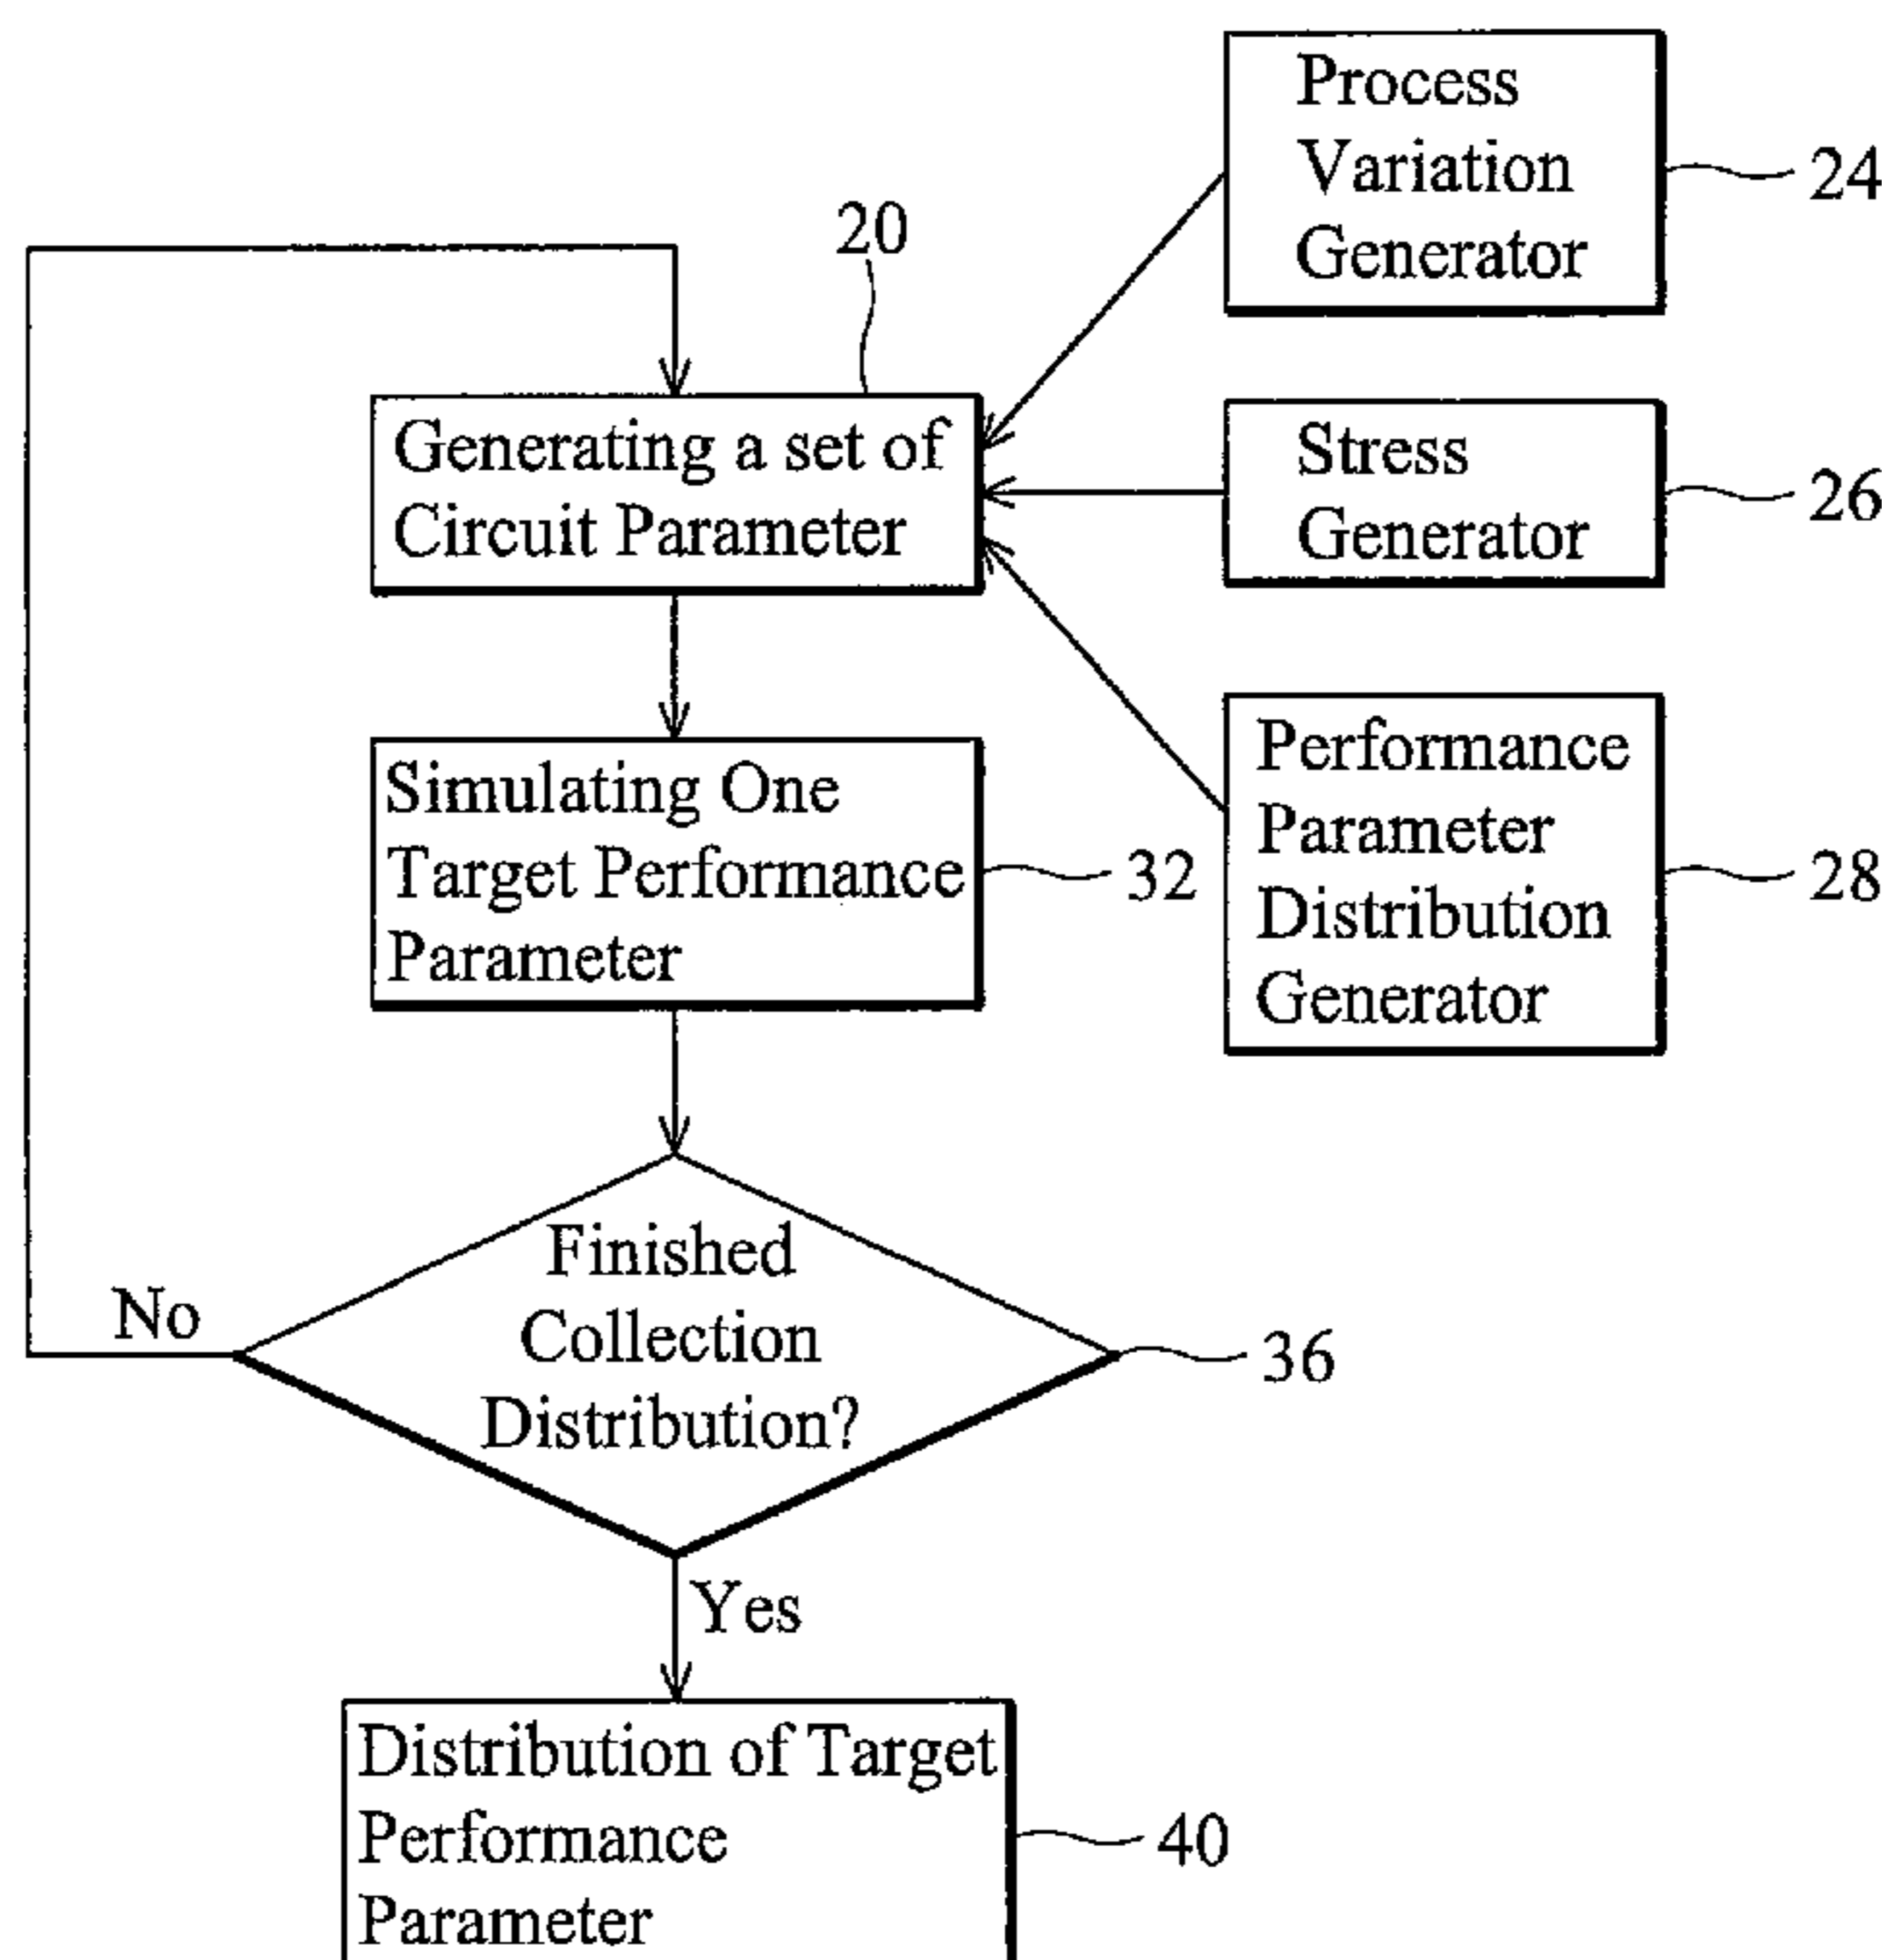 Process
Variation
Generator
24
20
Generating a set of
Circuit Parameter
Stress
Generator
26
Simulating One
Target Performance
Parameter
32
Performance
Parameter
Distribution
Generator
28
Finished
Collection
Distribution?
36
No
Yes
Distribution of Target
Performance
Parameter
40